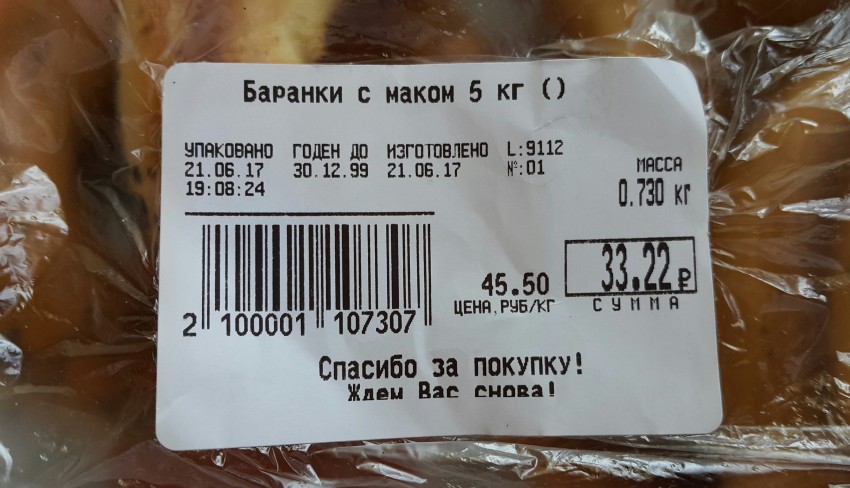 Баранки с маком 5 кг ()
УПАКОВАНО ГОДЕН ДО ИЗГОТОВЛЕНО L:9112
21.06.17 30.12.99 21.06.17 №:01
19:08:24
МАССА
0.730 кг
45.50
ЦЕНА,РУБ/КГ
33.22 ₽
СУММА
2 100001 107307
Спасибо за покупку!
Ждем Вас снова!